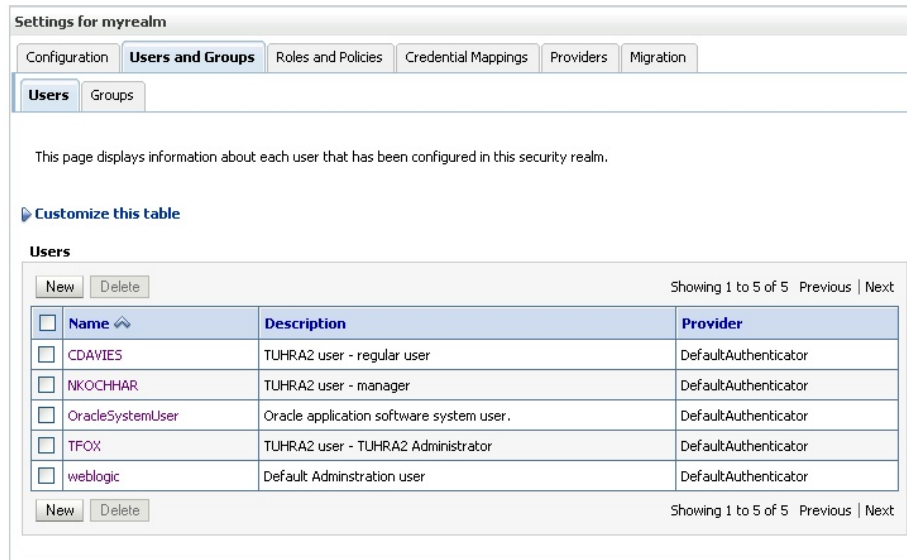 Settings for myrealm
Configuration Users and Groups Roles and Policies Credential Mappings Providers Migration
Users Groups
This page displays information about each user that has been configured in this security realm.
Customize this table
Users
New Delete Showing 1 to 5 of 5 Previous | Next
Name Description Provider
CDAVIES TUHRA2 user - regular user DefaultAuthenticator
NKOCHHAR TUHRA2 user - manager DefaultAuthenticator
OracleSystemUser Oracle application software system user. DefaultAuthenticator
TFOX TUHRA2 user - TUHRA2 Administrator DefaultAuthenticator
weblogic Default Adminstration user DefaultAuthenticator
New Delete Showing 1 to 5 of 5 Previous | Next